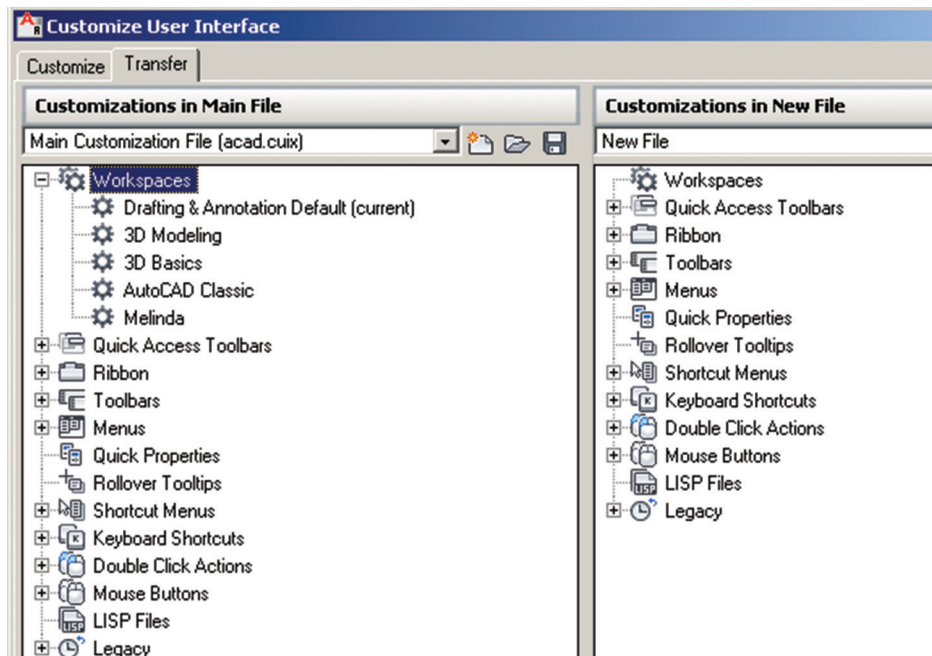 Customize User Interface
Customize Transfer
Customizations in Main File
Main Customization File (acad.cuix)
Workspaces
Drafting & Annotation Default (current)
3D Modeling
3D Basics
AutoCAD Classic
Melinda
Quick Access Toolbars
Ribbon
Toolbars
Menus
Quick Properties
Rollover Tooltips
Shortcut Menus
Keyboard Shortcuts
Double Click Actions
Mouse Buttons
LISP Files
Legacy
Customizations in New File
New File
Workspaces
Quick Access Toolbars
Ribbon
Toolbars
Menus
Quick Properties
Rollover Tooltips
Shortcut Menus
Keyboard Shortcuts
Double Click Actions
Mouse Buttons
LISP Files
Legacy